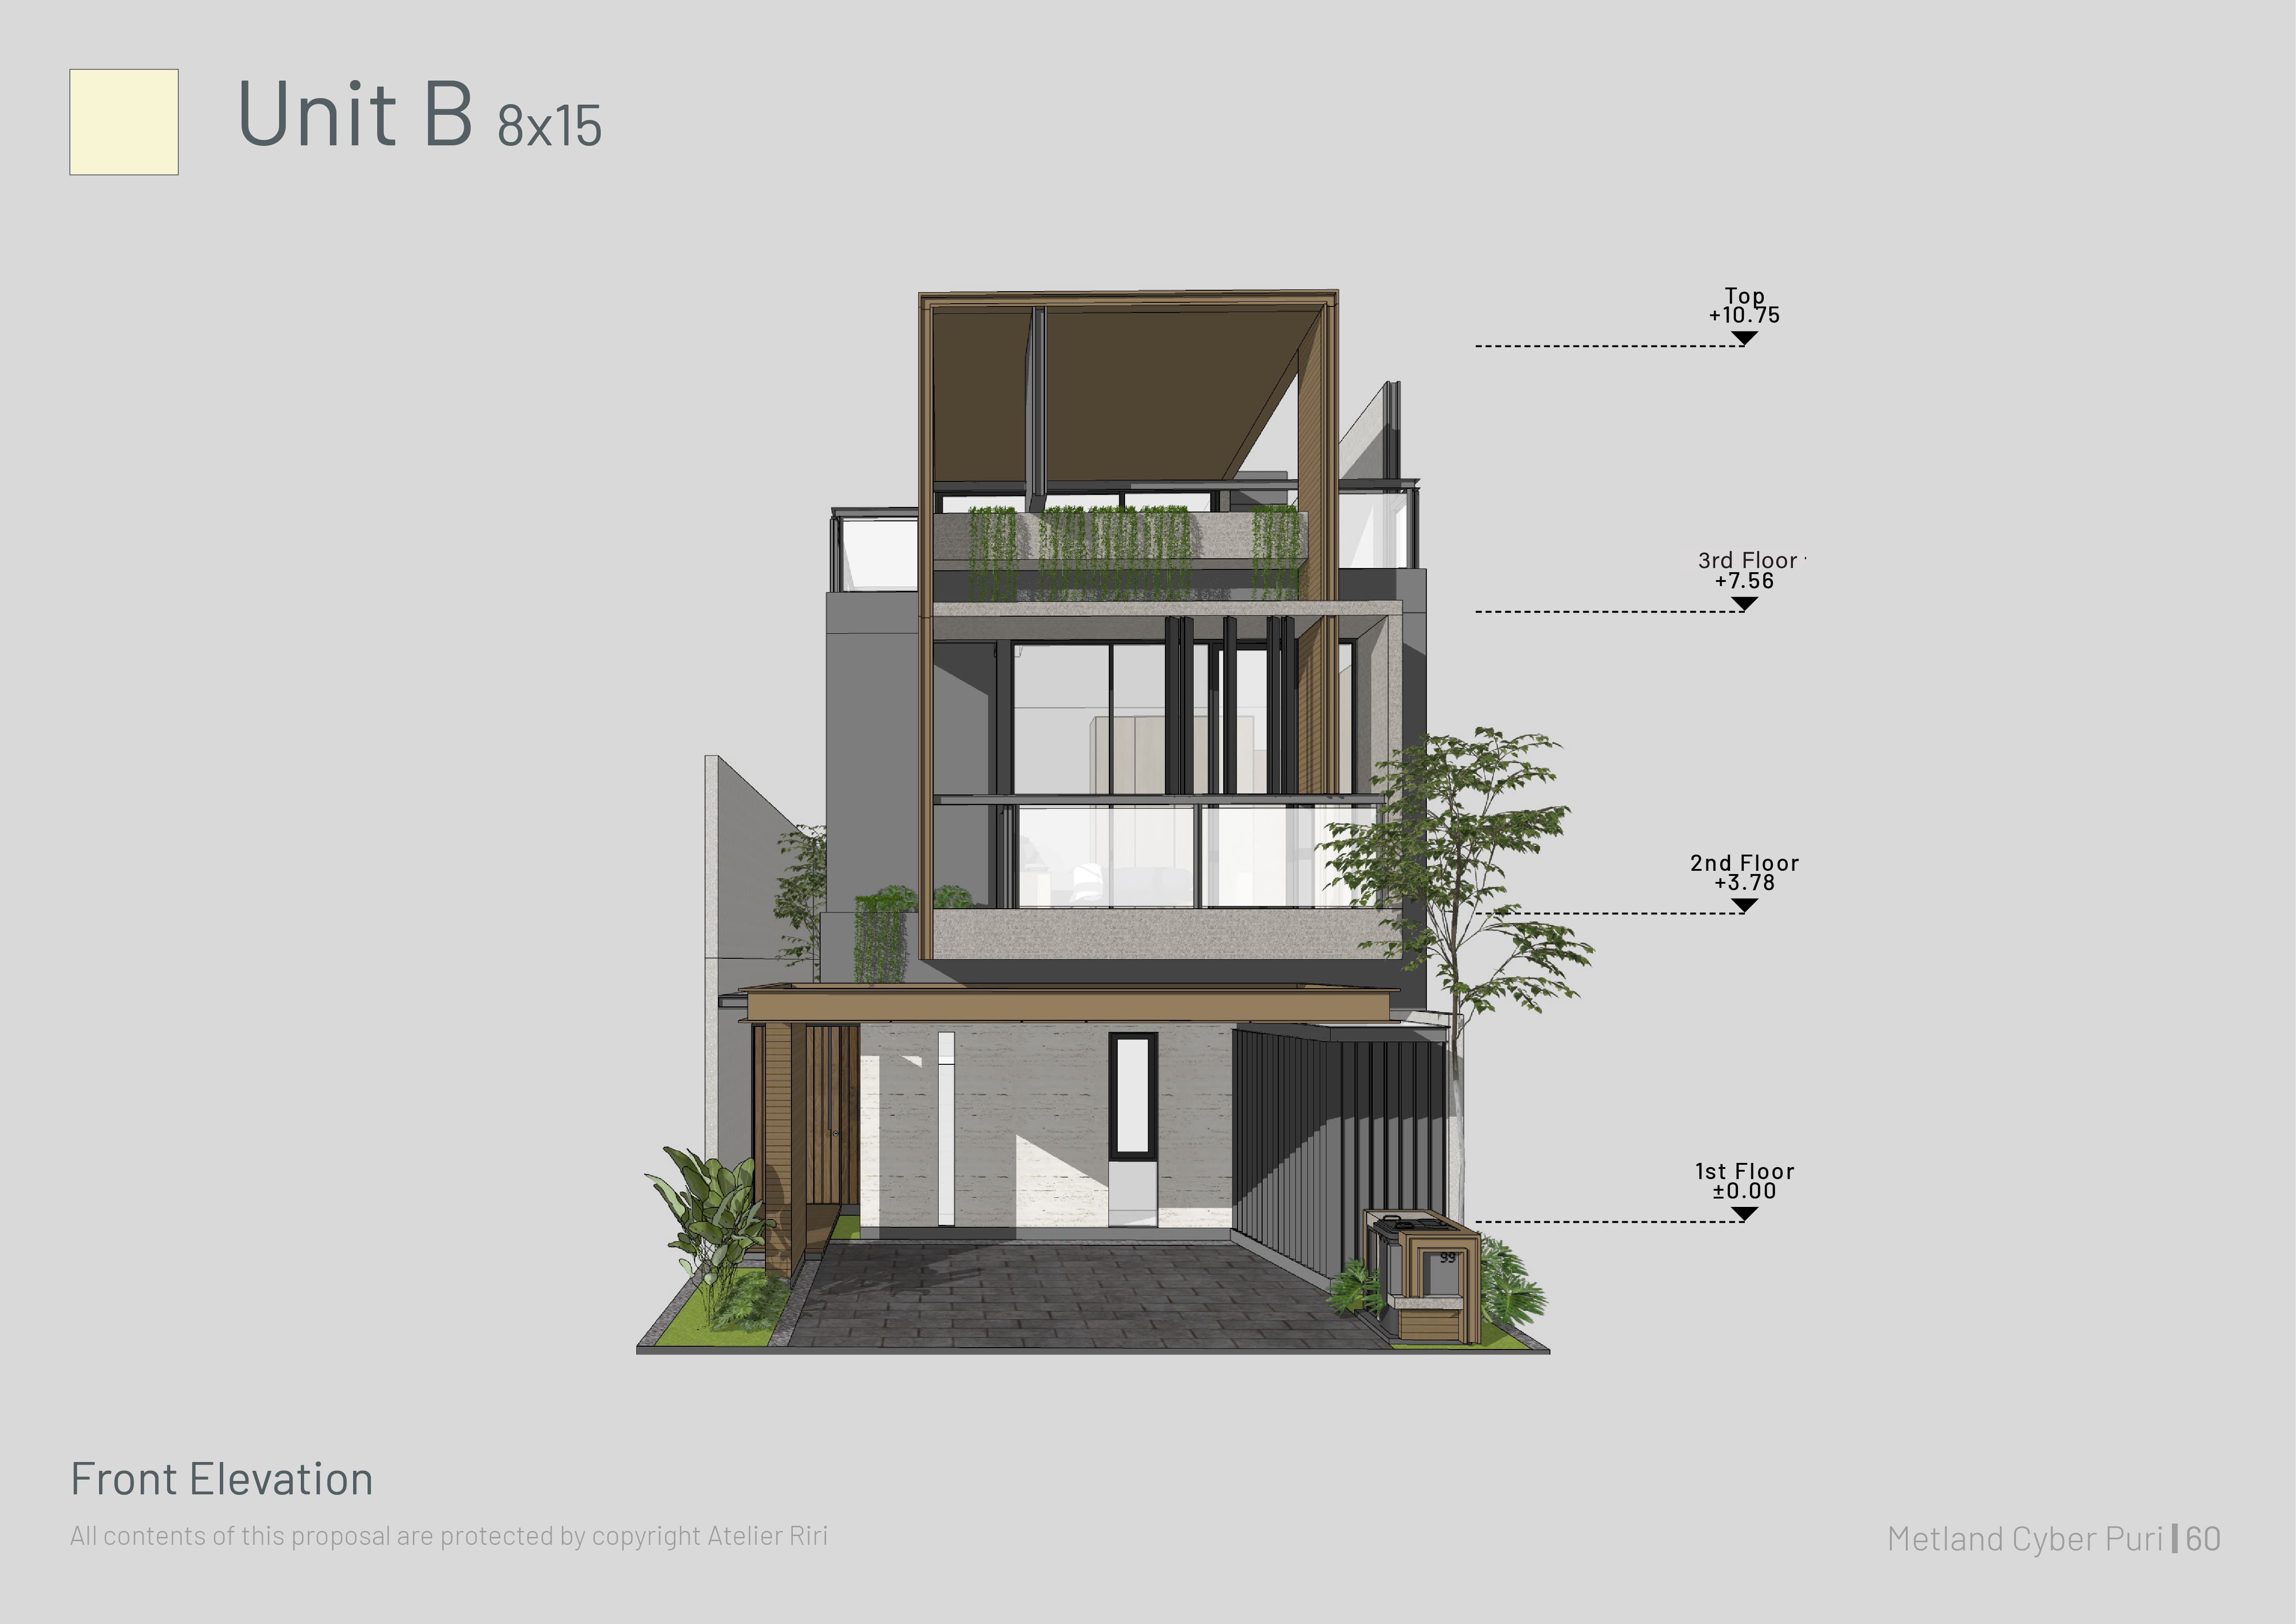 Unit B 8x15
Top
+10.75
3rd Floor
+7.56
2nd Floor
+3.78
1st Floor
±0.00
99
Front Elevation
All contents of this proposal are protected by copyright Atelier Riri
Metland Cyber Puri | 60